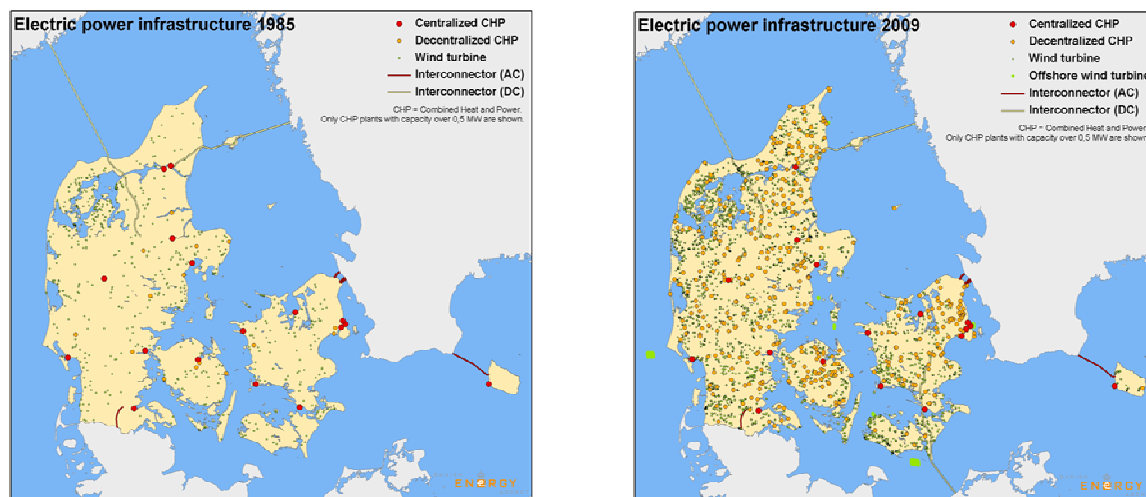 Electric power infrastructure 1985
Centralized CHP
Decentralized CHP
Wind turbine
Interconnector (AC)
Interconnector (DC)
CHP = Combined Heat and Power.
Only CHP plants with capacity over 0,5 MW are shown.
ENERGY
Electric power infrastructure 2009
Centralized CHP
Decentralized CHP
Wind turbine
Offshore wind turbine
Interconnector (AC)
Interconnector (DC)
CHP = Combined Heat and Power.
Only CHP plants with capacity over 0,5 MW are shown
ENERGY